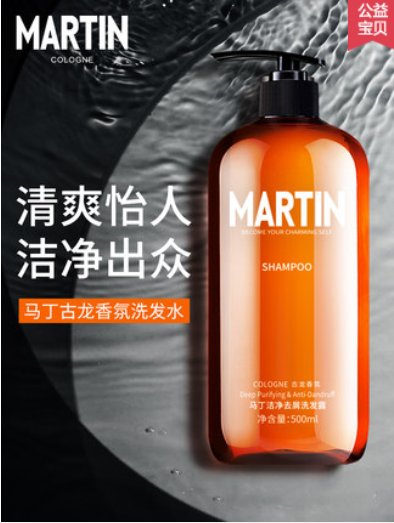 MARTIN
COLOGNE
公益
宝贝
清爽怡人
洁净出众
马丁古龙香氛洗发水
MARTIN
BECOME YOUR CHARMING SELF
SHAMPOO
COLOGNE 古龙香氛
Deep Purifying & Anti-Dandruff
马丁洁净去屑洗发露
净含量:500ml